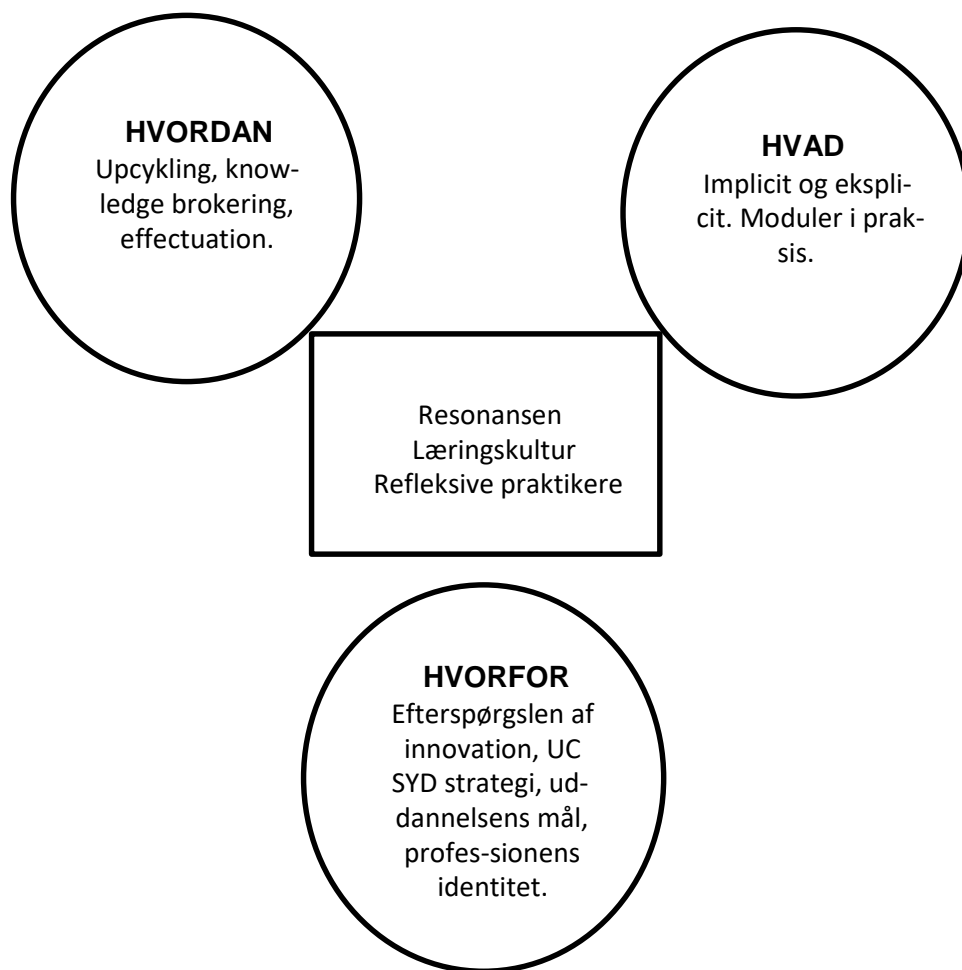 HVORDAN
Upcykling, know-
ledge brokering,
effectuation.
HVAD
Implicit og ekspli-
cit. Moduler i prak-
sis.
Resonansen
Læringskultur
Refleksive praktikere
HVORFOR
Efterspørgslen af
innovation, UC
SYD strategi, ud-
dannelsens mål,
profes-sionens
identitet.